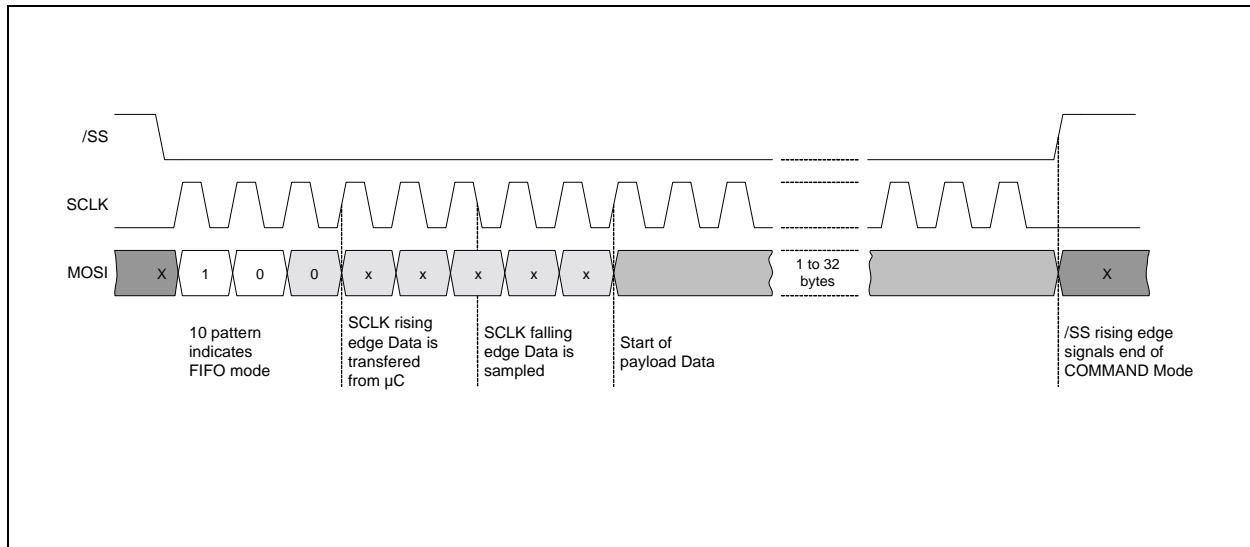 /SS
SCLK
MOSI
X
1
0
0
x
x
x
x
x
1 to 32
bytes
X
10 pattern
indicates
FIFO mode
SCLK rising
edge Data is
transfered
from µC
SCLK falling
edge Data is
sampled
Start of
payload Data
/SS rising edge
signals end of
COMMAND Mode